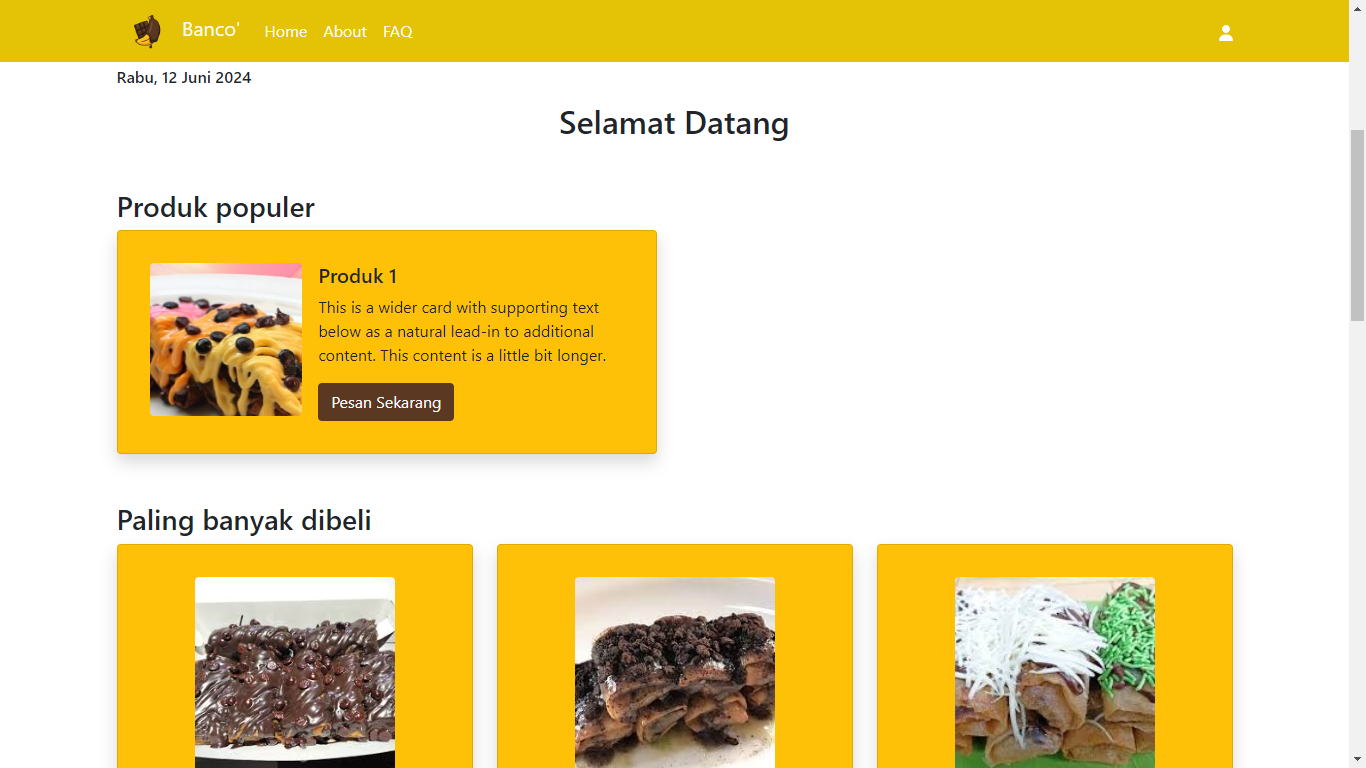 Banco' Home About FAQ
Rabu, 12 Juni 2024
Selamat Datang
Produk populer
Produk 1
This is a wider card with supporting text
below as a natural lead-in to additional
content. This content is a little bit longer.
Pesan Sekarang
Paling banyak dibeli